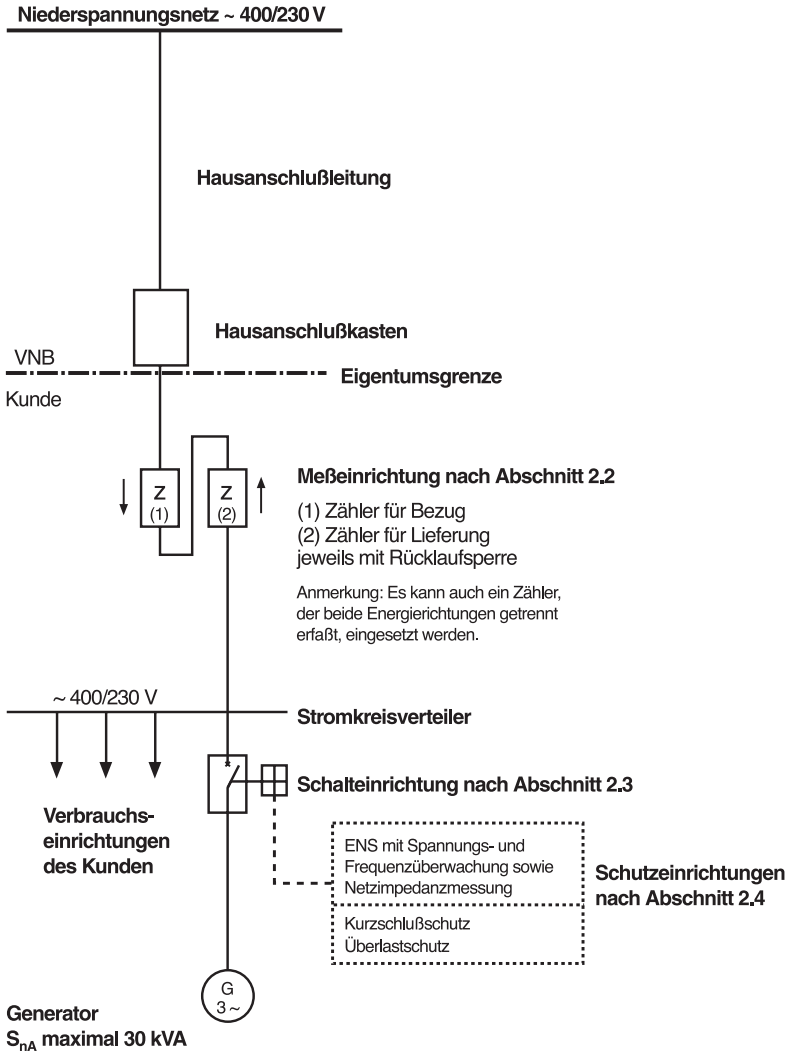 Niederspannungsnetz ~ 400/230 V
Hausanschlußleitung
Hausanschlußkasten
VNB
Eigentumsgrenze
Kunde
Meßeinrichtung nach Abschnitt 2.2
Z
(1)
Z
(2)
(1) Zähler für Bezug
(2) Zähler für Lieferung
jeweils mit Rücklaufsperre
Anmerkung: Es kann auch ein Zähler,
der beide Energierichtungen getrennt
erfaßt, eingesetzt werden.
~ 400/230 V
Stromkreisverteiler
Schalteinrichtung nach Abschnitt 2.3
Verbrauchs-
einrichtungen
des Kunden
ENS mit Spannungs- und
Frequenzüberwachung sowie
Netzimpedanzmessung
Kurzschlußschutz
Überlastschutz
Schutzeinrichtungen
nach Abschnitt 2.4
G
3 ~
Generator
SnA maximal 30 kVA